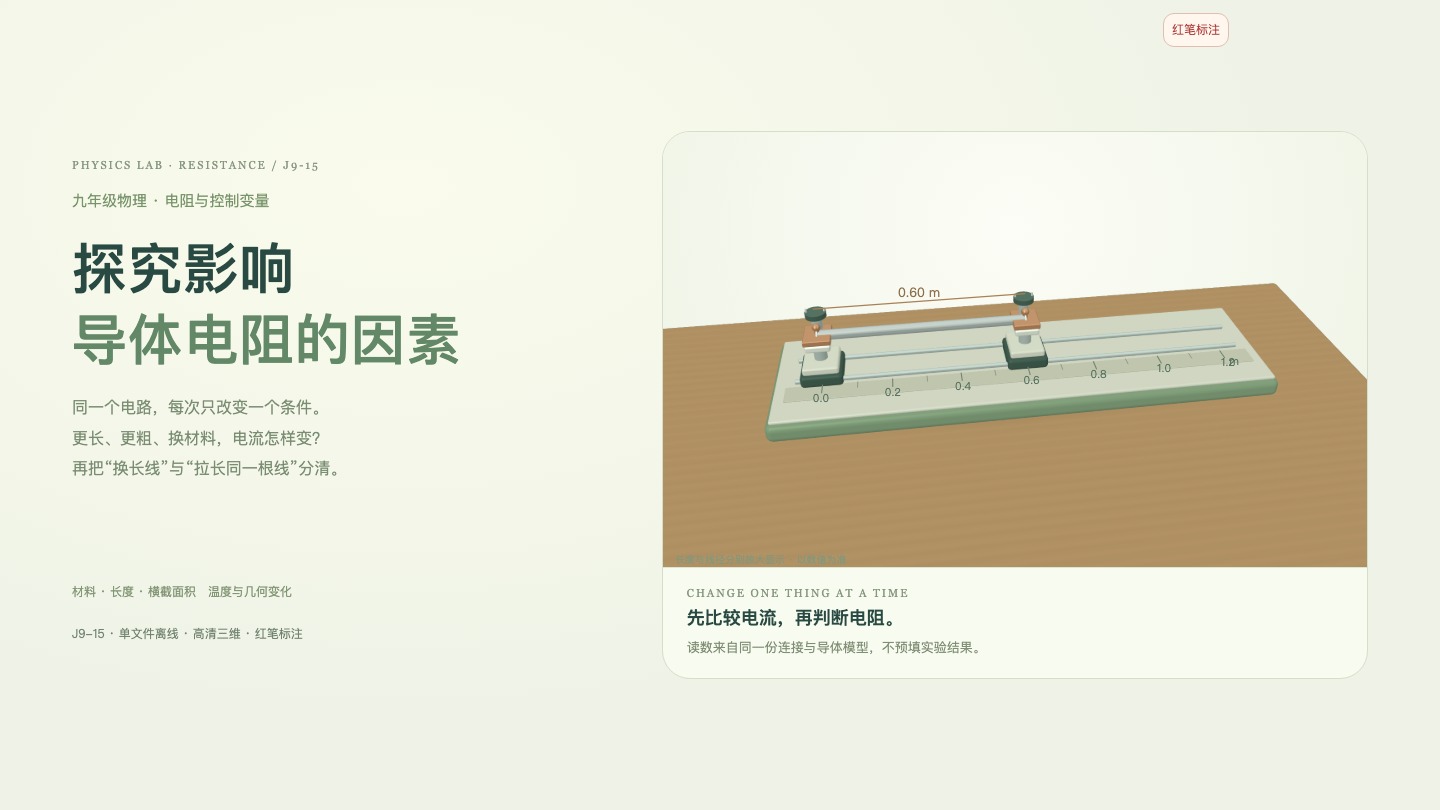 红笔标注
PHYSICS LAB · RESISTANCE / J9-15
九年级物理 · 电阻与控制变量
探究影响
导体电阻的因素
同一个电路，每次只改变一个条件。
更长、更粗、换材料，电流怎样变？
再把“换长线”与“拉长同一根线”分清。
材料 · 长度 · 横截面积 温度与几何变化
J9–15 · 单文件离线 · 高清三维 · 红笔标注
0.60 m
0.0 0.2 0.4 0.6 0.8 1.0
CHANGE ONE THING AT A TIME
先比较电流，再判断电阻。
读数来自同一份连接与导体模型，不预填实验结果。